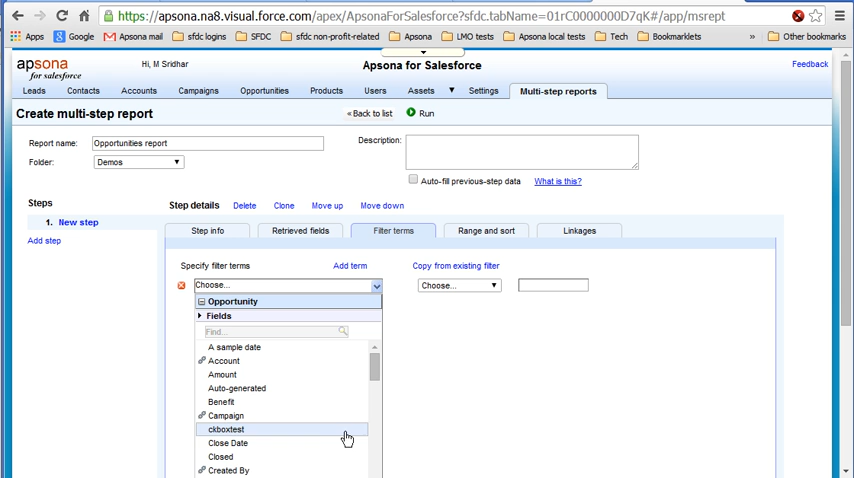 https://apsona.na8.visual.force.com/apex/ApsonaForSalesforce?sfdc.tabName=01rC0000000D7qK#/app/msrept
Apps Google Apsona mail sfdc logins SFDC sfdc non-profit-related Apsona LMO tests Apsona local tests Tech Bookmarklets » Other bookmarks
apsona for salesforce Hi, M Sridhar Apsona for Salesforce Feedback
Leads Contacts Accounts Campaigns Opportunities Products Users Assets Settings Multi-step reports
Create multi-step report «Back to list Run
Report name: Opportunities report Description:
Folder: Demos
Auto-fill previous-step data What is this?
Steps Step details Delete Clone Move up Move down
1. New step Step info Retrieved fields Filter terms Range and sort Linkages
Add step
Specify filter terms Add term Copy from existing filter
Choose... Choose...
Opportunity
Fields
Find...
A sample date
Account
Amount
Auto-generated
Benefit
Campaign
ckboxtest
Close Date
Closed
Created By